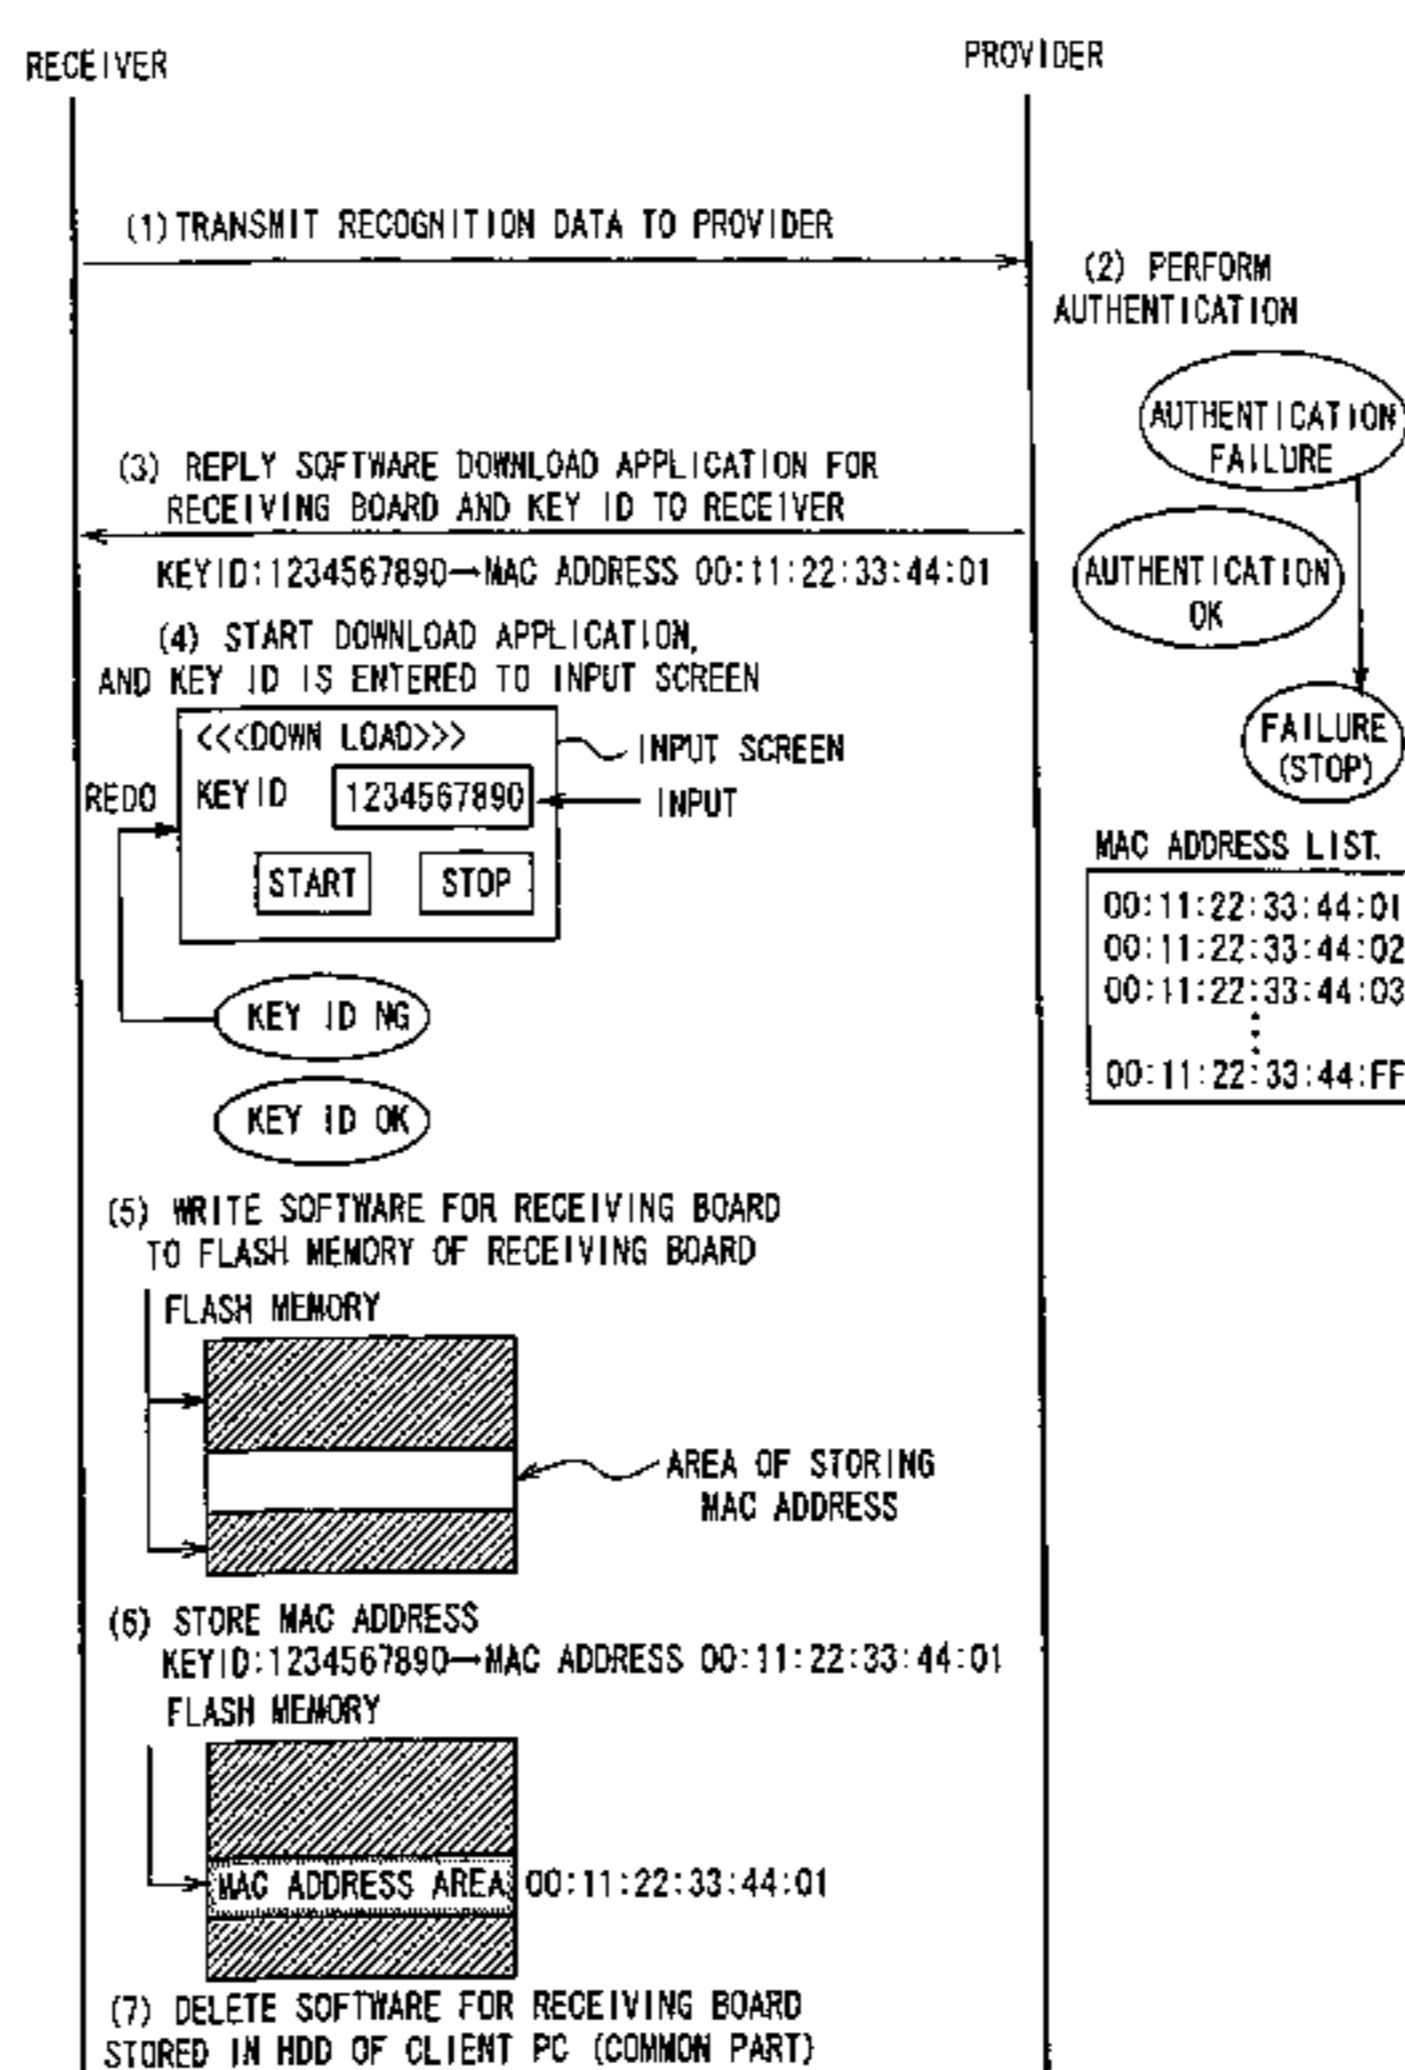 RECEIVER
PROVIDER
(1) TRANSMIT RECOGNITION DATA TO PROVIDER
(2) PERFORM
AUTHENTICATION
AUTHENTICATION
FAILURE
(3) REPLY SOFTWARE DOWNLOAD APPLICATION FOR
RECEIVING BOARD AND KEY ID TO RECEIVER
KEYID:1234567890→MAC ADDRESS 00:11:22:33:44:01
AUTHENTICATION
OK
(4) START DOWNLOAD APPLICATION,
AND KEY ID IS ENTERED TO INPUT SCREEN
FAILURE
(STOP)
<<<DOWN LOAD>>>
INPUT SCREEN
REDO
KEYID
1234567890
INPUT
START
STOP
MAC ADDRESS LIST.
00:11:22:33:44:01
00:11:22:33:44:02
00:11:22:33:44:03
00:11:22:33:44:FF
KEY ID NG
KEY ID OK
(5) WRITE SOFTWARE FOR RECEIVING BOARD
TO FLASH MEMORY OF RECEIVING BOARD
FLASH MEMORY
AREA OF STORING
MAC ADDRESS
(6) STORE MAC ADDRESS
KEYID:1234567890→MAC ADDRESS 00:11:22:33:44:01
FLASH MEMORY
MAC ADDRESS AREA
00:11:22:33:44:01
(7) DELETE SOFTWARE FOR RECEIVING BOARD
STORED IN HDD OF CLIENT PC (COMMON PART)